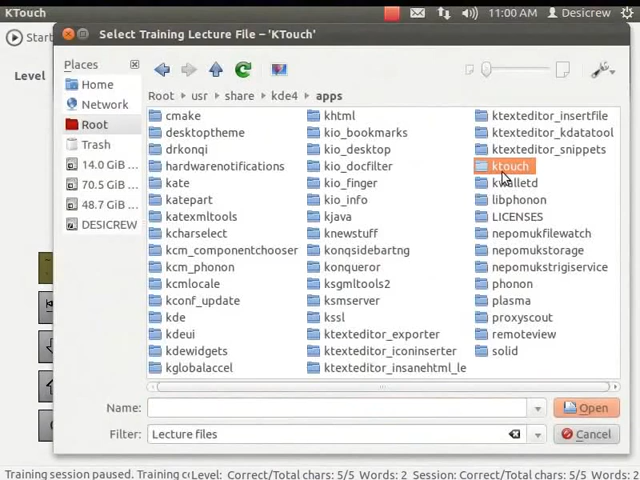 KTouch
11:00 AM
Desicrew
Start
Select Training Lecture File – 'KTouch'
Level
Places
Home
Network
Root
Trash
14.0 GiB ...
70.5 GiB ...
48.7 GiB ...
DESICREW
Root
usr
share
kde4
apps
cmake
desktoptheme
drkonqi
hardwarenotifications
kate
katepart
katexmltools
kcharselect
kcm_componentchooser
kcm_phonon
kcmlocale
kconf_update
kde
kdeui
kdewidgets
kglobalaccel
khtml
kio_bookmarks
kio_desktop
kio_docfilter
kio_finger
kio_info
kjava
knewstuff
konqsidebartng
konqueror
ksgmltools2
ksmserver
kssl
ktexteditor_exporter
ktexteditor_iconinserter
ktexteditor_insanehtml_le
ktexteditor_insertfile
ktexteditor_kdatatool
ktexteditor_snippets
ktouch
kwalletd
libphonon
LICENSES
nepomukfilewatch
nepomukstorage
nepomukstrigiservice
phonon
plasma
proxyscout
remoteview
solid
Name:
Open
Filter:
Lecture files
Cancel
Training session paused. Training co
Level: Correct/Total chars: 5/5 Words: 2
Session: Correct/Total chars: 5/5 Words: 2